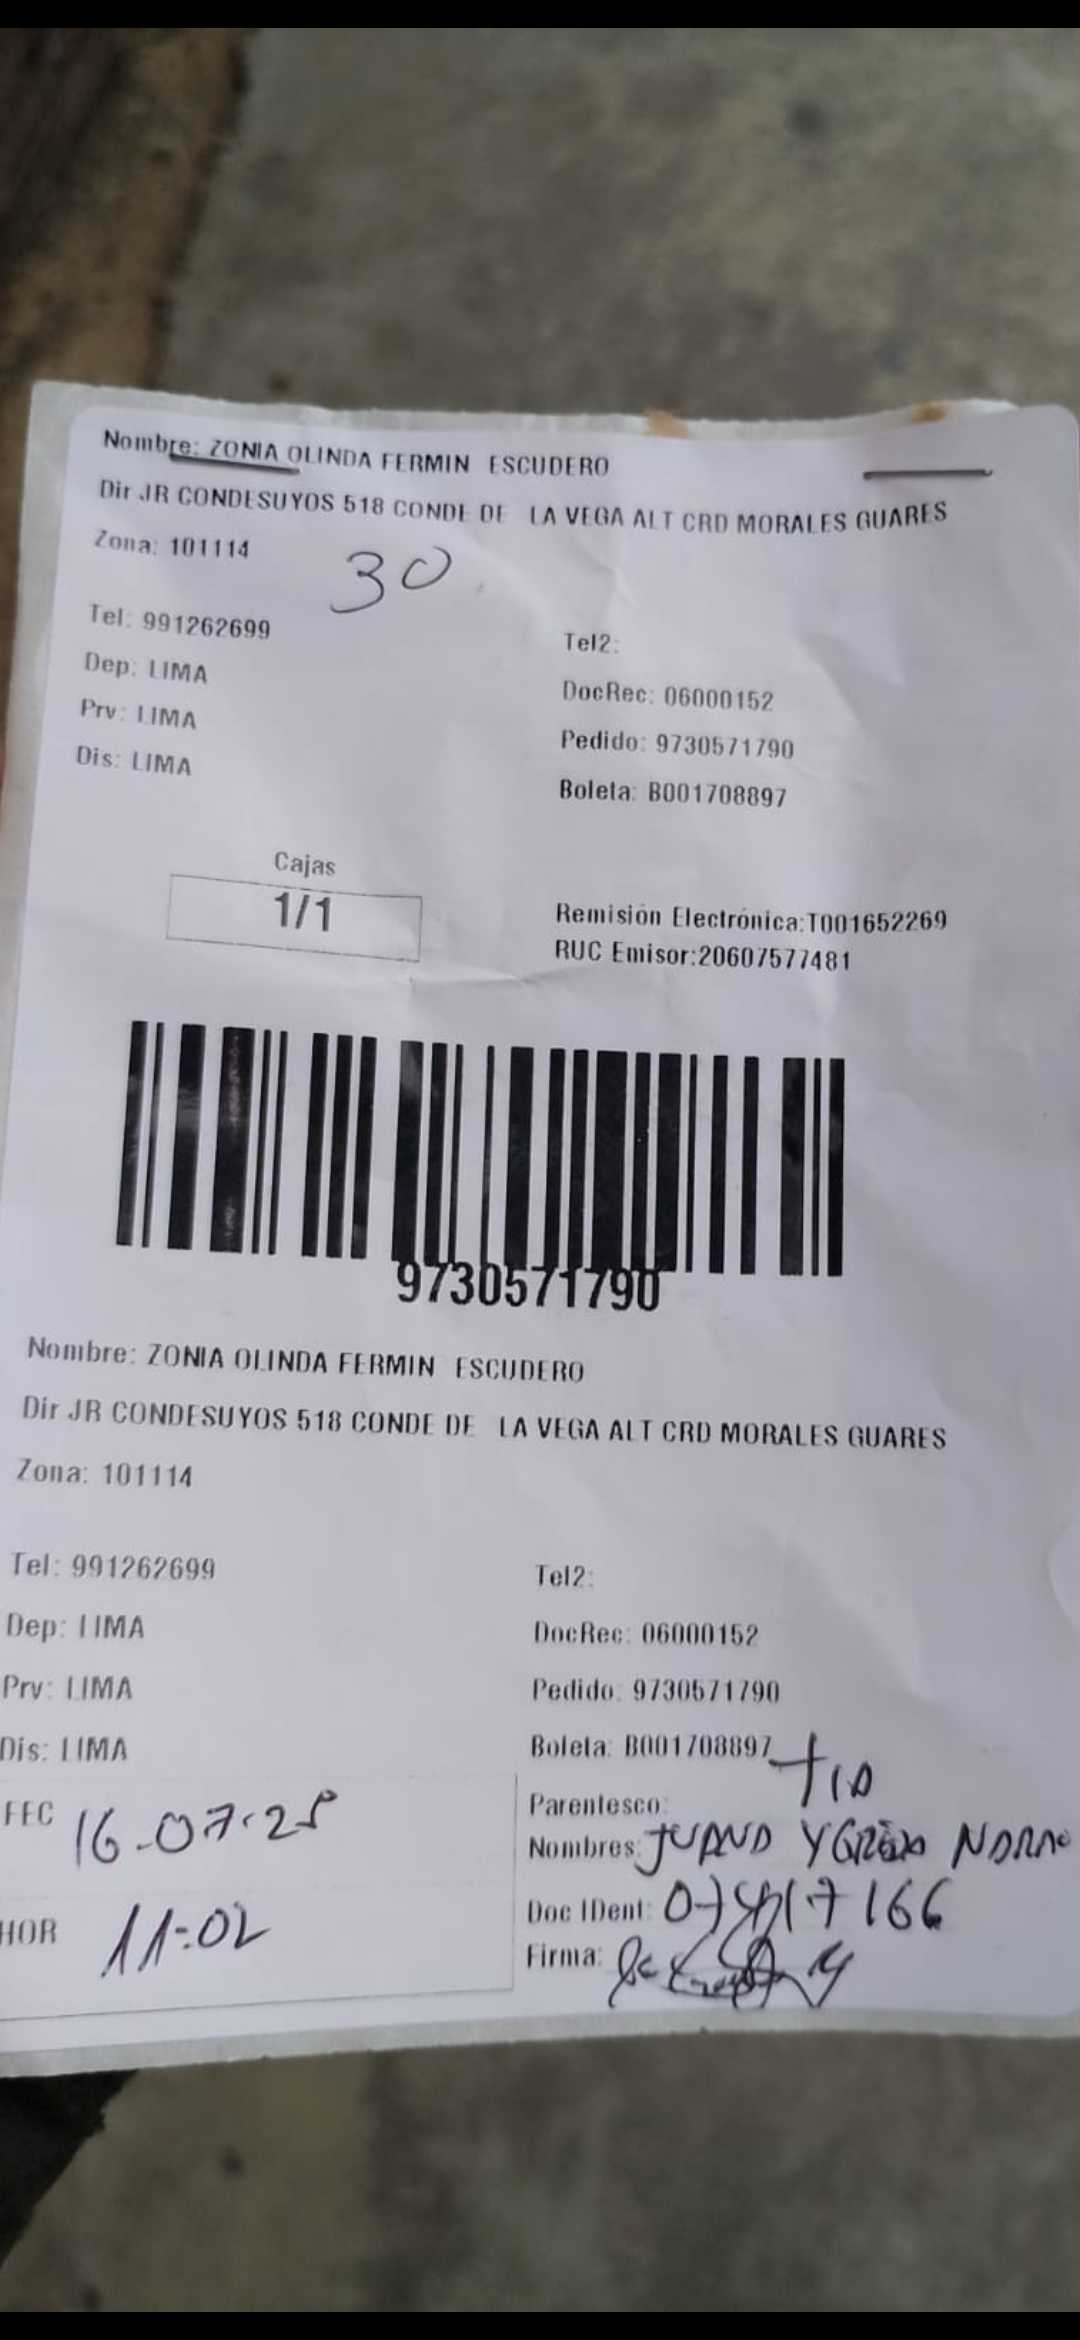 Nombre: ZONIA OLINDA FERMIN ESCUDERO
Dir JR CONDESUYOS 518 CONDE DE LA VEGA ALT CRD MORALES GUARES
Zona: 101114
30
Tel: 991262699
Tel2:
Dep: LIMA
DocRec: 06000152
Prv: LIMA
Pedido: 9730571790
Dis: LIMA
Boleta: B001708897
Cajas
1/1
Remisión Electrónica:T001652269
RUC Emisor:20607577481
9730571790
Nombre: ZONIA OLINDA FERMIN ESCUDERO
Dir JR CONDESUYOS 518 CONDE DE LA VEGA ALT CRD MORALES GUARES
Zona: 101114
Tel: 991262699
Tel2:
Dep: LIMA
DocRec: 06000152
Prv: LIMA
Pedido: 9730571790
Dis: LIMA
Boleta: B001708897
FEC 16-07-25
Parentesco: TIA
Nombres: JUANA
HOR 11:02
Doc IDent:
Firma: